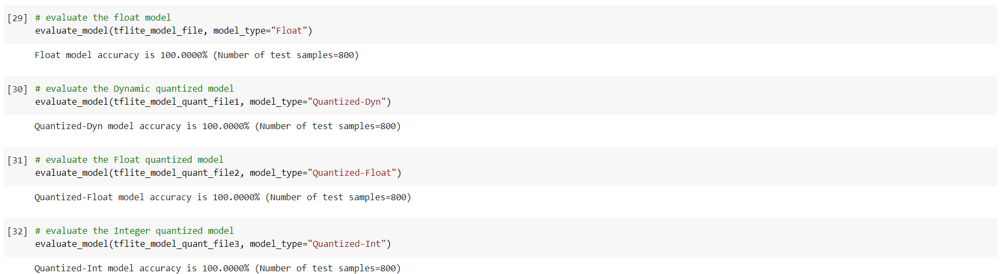 [29] # evaluate the float model
evaluate_model(tflite_model_file, model_type="Float")
Float model accuracy is 100.0000% (Number of test samples=800)
[30] # evaluate the Dynamic quantized model
evaluate_model(tflite_model_quant_file1, model_type="Quantized-Dyn")
Quantized-Dyn model accuracy is 100.0000% (Number of test samples=800)
[31] # evaluate the Float quantized model
evaluate_model(tflite_model_quant_file2, model_type="Quantized-Float")
Quantized-Float model accuracy is 100.0000% (Number of test samples=800)
[32] # evaluate the Integer quantized model
evaluate_model(tflite_model_quant_file3, model_type="Quantized-Int")
Quantized-Int model accuracy is 100.0000% (Number of test samples=800)